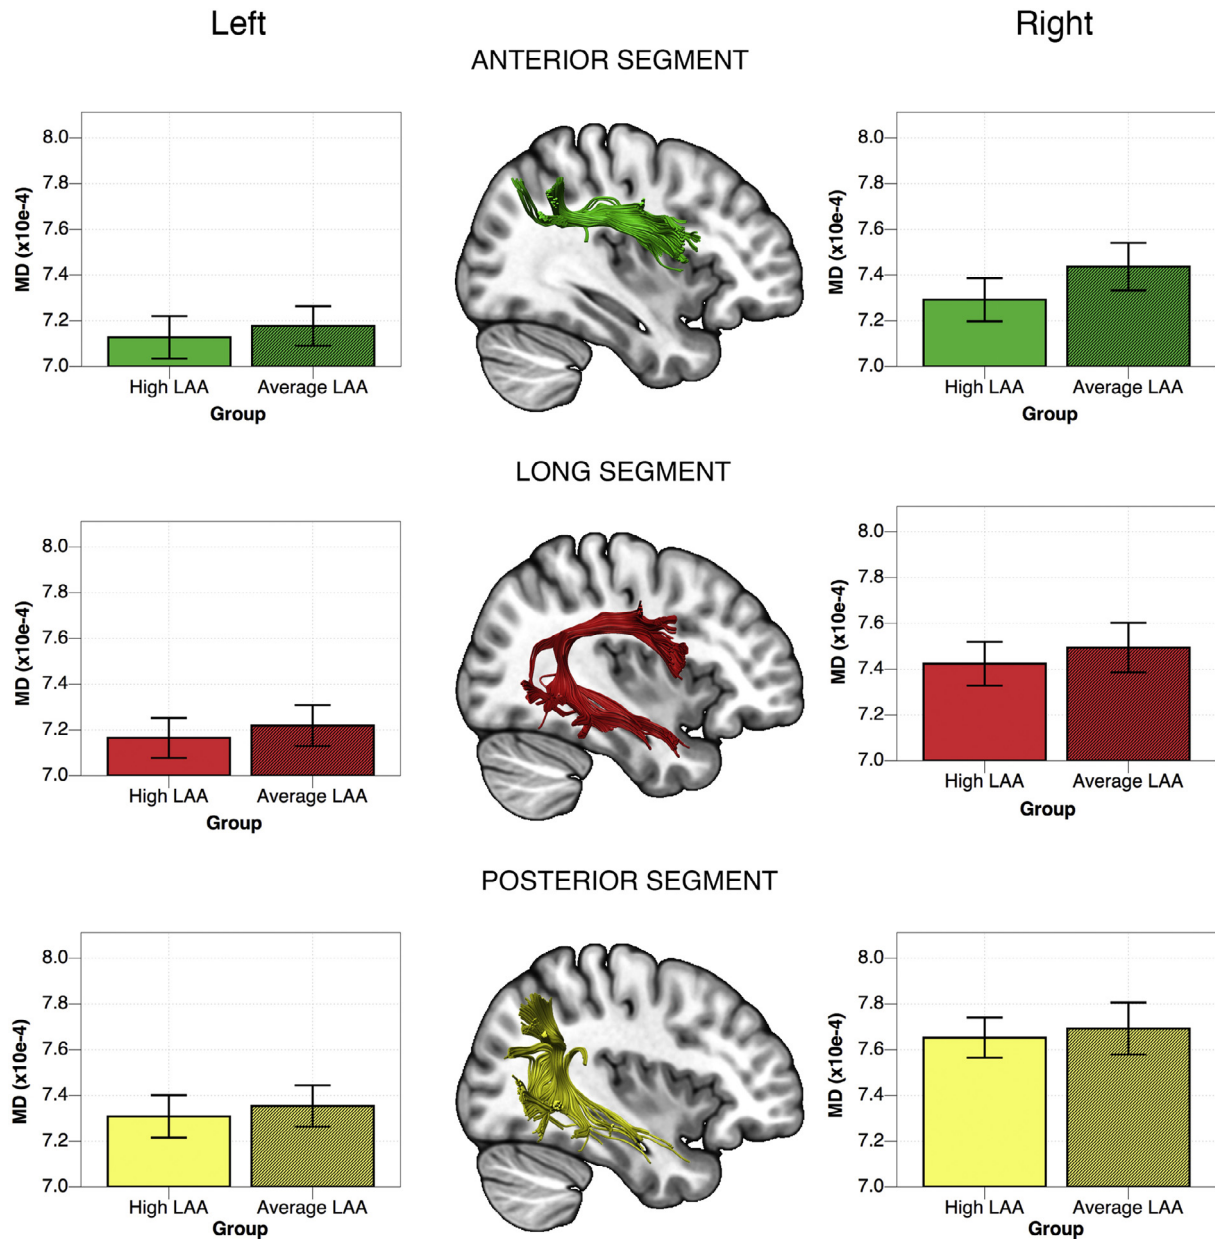 Left
Right
ANTERIOR SEGMENT
MD (x10e-4)
8.0
7.8
7.6
7.4
7.2
7.0
High LAA Average LAA
Group
MD (x10e-4)
8.0
7.8
7.6
7.4
7.2
7.0
High LAA Average LAA
Group
LONG SEGMENT
MD (x10e-4)
8.0
7.8
7.6
7.4
7.2
7.0
High LAA Average LAA
Group
MD (x10e-4)
8.0
7.8
7.6
7.4
7.2
7.0
High LAA Average LAA
Group
POSTERIOR SEGMENT
MD (x10e-4)
8.0
7.8
7.6
7.4
7.2
7.0
High LAA Average LAA
Group
MD (x10e-4)
8.0
7.8
7.6
7.4
7.2
7.0
High LAA Average LAA
Group